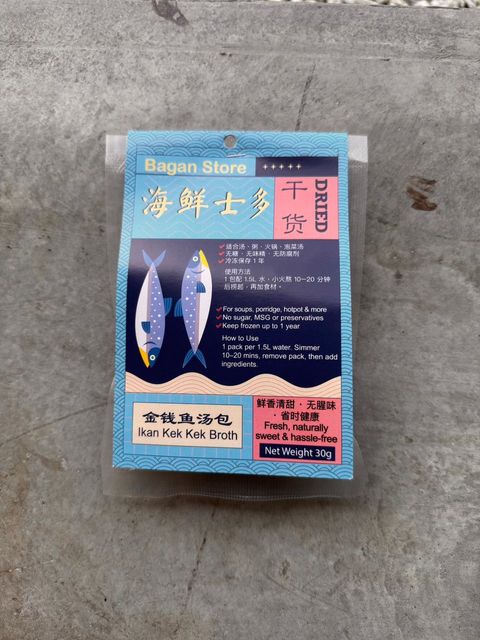 Bagan Store
海鲜士多
干货
DRIED
✓适合汤、粥、火锅、泡菜汤
✓无糖、无味精、无防腐剂
✓冷冻保存 1 年
使用方法
1 包配 1.5L 水，小火熬 10–20 分钟
后捞起，再加食材。
✓For soups, porridge, hotpot & more
✓No sugar, MSG or preservatives
✓Keep frozen up to 1 year
How to Use
1 pack per 1.5L water. Simmer
10–20 mins, remove pack, then add
ingredients.
金钱鱼汤包
Ikan Kek Kek Broth
鲜香清甜 · 无腥味
· 省时健康
Fresh, naturally
sweet & hassle-free
Net Weight 30g